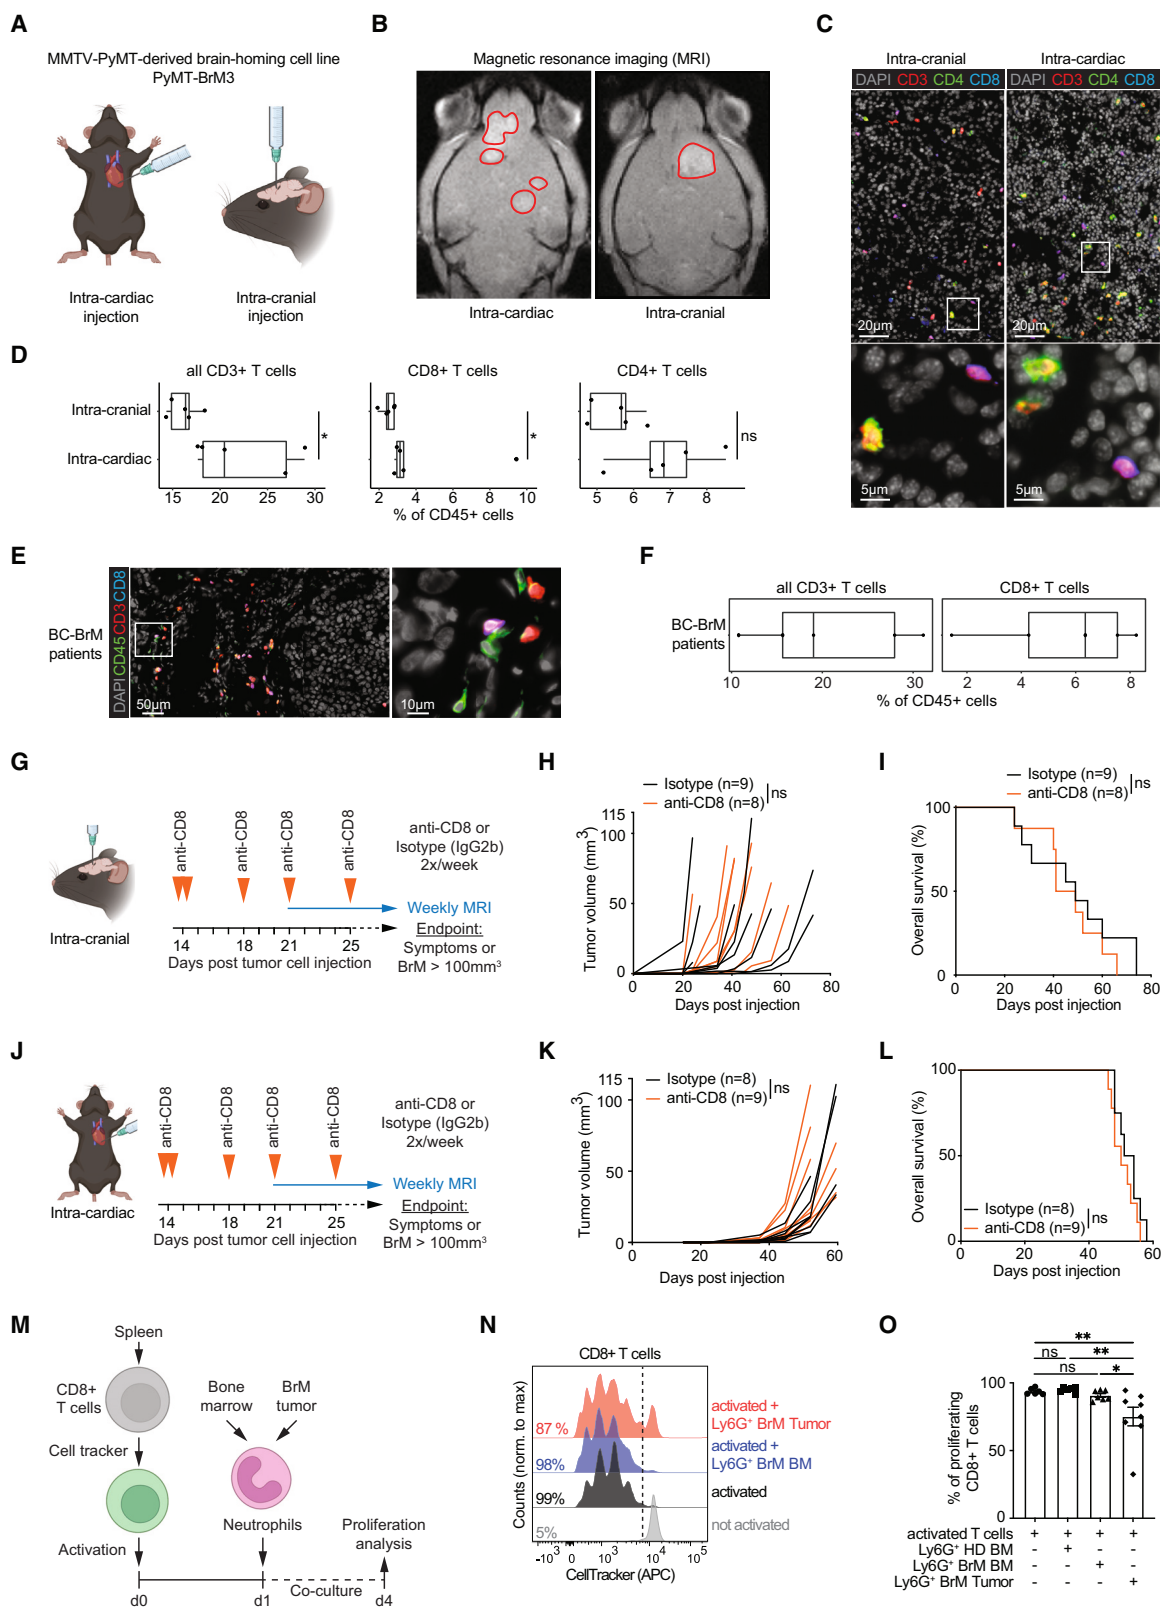 A
MMTV-PyMT-derived brain-homing cell line
PyMT-BrM3
Intra-cardiac
injection
Intra-cranial
injection
B
Magnetic resonance imaging (MRI)
Intra-cardiac
Intra-cranial
C
Intra-cranial
Intra-cardiac
DAPI CD3 CD4 CD8
DAPI CD3 CD4 CD8
20µm
20µm
5µm
5µm
D
all CD3+ T cells
CD8+ T cells
CD4+ T cells
Intra-cranial
Intra-cardiac
*
*
ns
15 20 25 30
2 4 6 8 10
5 6 7 8
% of CD45+ cells
E
BC-BrM
patients
DAPI CD45 CD3 CD8
50µm
10µm
F
all CD3+ T cells
CD8+ T cells
BC-BrM
patients
10 20 30
2 4 6 8
% of CD45+ cells
G
Intra-cranial
anti-CD8
anti-CD8
anti-CD8
anti-CD8
14 18 21 25
Days post tumor cell injection
anti-CD8 or
Isotype (IgG2b)
2x/week
Weekly MRI
Endpoint:
Symptoms or
BrM > 100mm³
H
Isotype (n=9)
anti-CD8 (n=8)
ns
Tumor volume (mm³)
115
100
50
0
0 20 40 60 80
Days post injection
I
Isotype (n=9)
anti-CD8 (n=8)
ns
Overall survival (%)
100
50
0
0 20 40 60 80
Days post injection
J
Intra-cardiac
anti-CD8
anti-CD8
anti-CD8
anti-CD8
14 18 21 25
Days post tumor cell injection
anti-CD8 or
Isotype (IgG2b)
2x/week
Weekly MRI
Endpoint:
Symptoms or
BrM > 100mm³
K
Isotype (n=8)
anti-CD8 (n=9)
ns
Tumor volume (mm³)
115
100
50
0
0 20 40 60
Days post injection
L
Overall survival (%)
100
50
0
Isotype (n=8)
anti-CD8 (n=9)
ns
0 20 40 60
Days post injection
M
Spleen
CD8+
T cells
Cell tracker
Activation
Bone
marrow
BrM
tumor
Neutrophils
Proliferation
analysis
Co-culture
d0 d1 d4
N
CD8+ T cells
Counts (norm. to max)
87 %
98%
99%
5%
activated +
Ly6G⁺ BrM Tumor
activated +
Ly6G⁺ BrM BM
activated
not activated
-10³ 0 10³ 10⁴ 10⁵
CellTracker (APC)
O
**
ns **
ns *
% of proliferating
CD8+ T cells
100
50
0
activated T cells + + + +
Ly6G⁺ HD BM - + - -
Ly6G⁺ BrM BM - - + -
Ly6G⁺ BrM Tumor - - - +